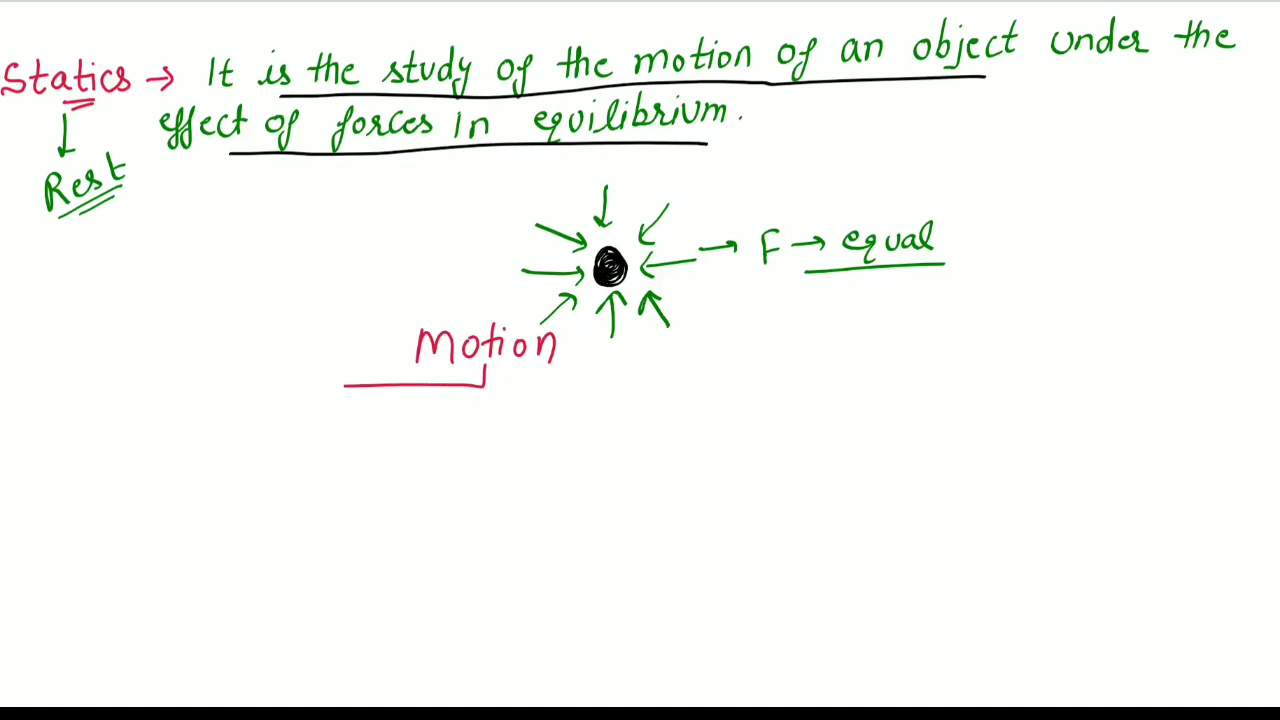 Statics → It is the study of the motion of an object under the
effect of forces in equilibrium.
↓
Rest
→ F → equal
Motion